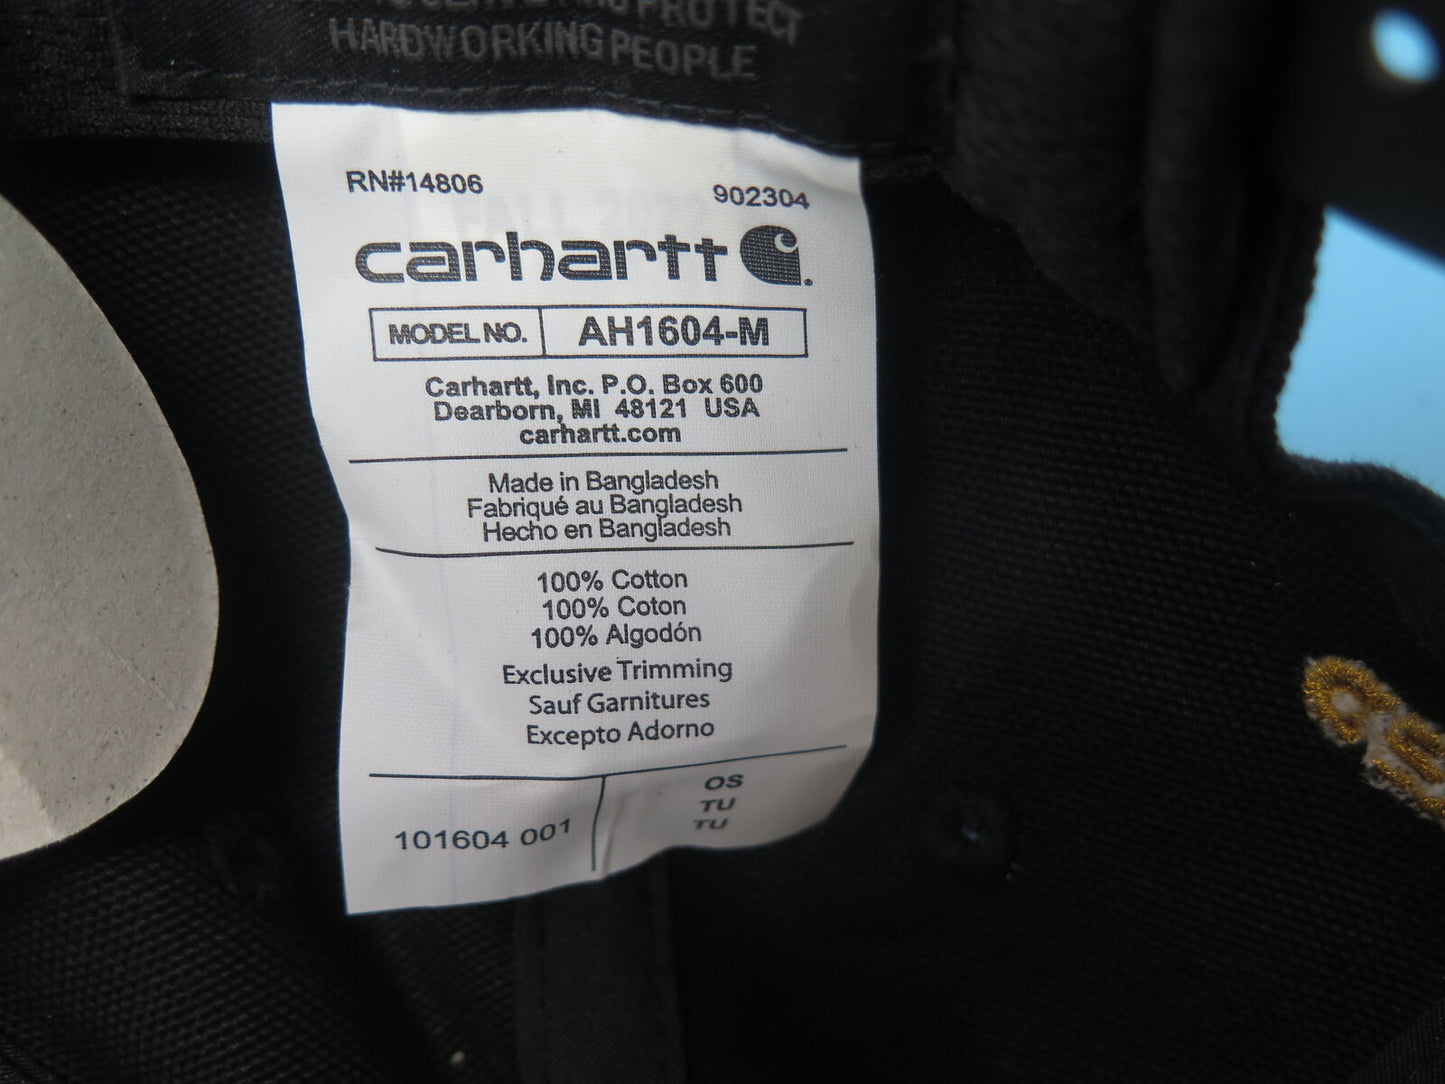 PROTECT
HARDWORKING PEOPLE
RN#14806 902304
carhartt
MODEL NO. AH1604-M
Carhartt, Inc. P.O. Box 600
Dearborn, MI 48121 USA
carhartt.com
Made in Bangladesh
Fabriqué au Bangladesh
Hecho en Bangladesh
100% Cotton
100% Coton
100% Algodón
Exclusive Trimming
Sauf Garnitures
Excepto Adorno
101604 001
OS
TU
TU